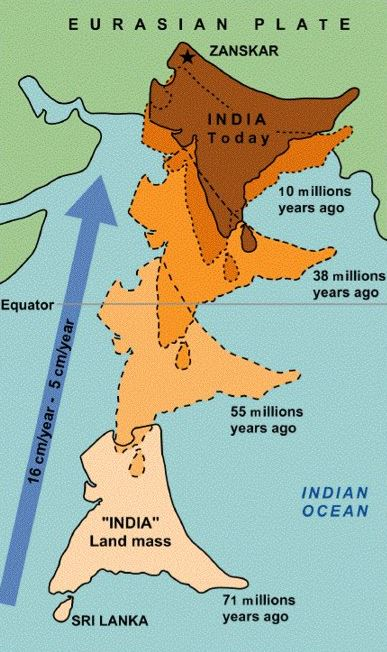 EURASIAN PLATE
ZANSKAR
INDIA
Today
10 millions
years ago
38 millions
years ago
Equator
16 cm/year - 5 cm/year
55 millions
years ago
INDIAN
OCEAN
"INDIA"
Land mass
71 millions
years ago
SRI LANKA